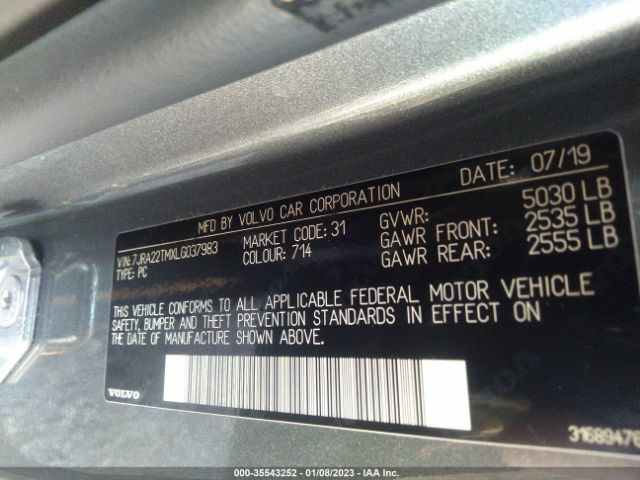 DATE: 07/19
MFD BY VOLVO CAR CORPORATION
VIN: 7JRA22TMXLG037983
TYPE: PC
MARKET CODE: 31
COLOUR: 714
GVWR: 5030 LB
GAWR FRONT: 2535 LB
GAWR REAR: 2555 LB
THIS VEHICLE CONFORMS TO ALL APPLICABLE FEDERAL MOTOR VEHICLE
SAFETY, BUMPER AND THEFT PREVENTION STANDARDS IN EFFECT ON
THE DATE OF MANUFACTURE SHOWN ABOVE.
VOLVO
31689476
000-35543252 | 01/08/2023 | IAA Inc.